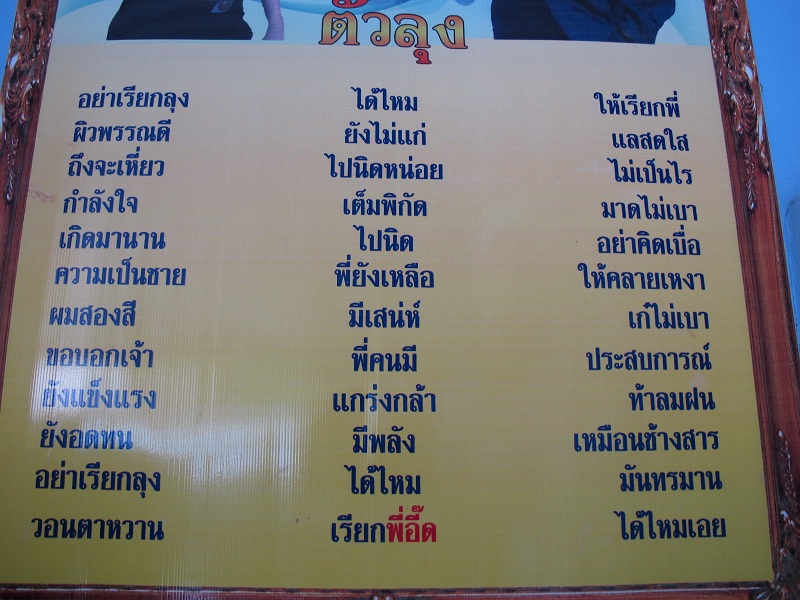 ตัวลุง
อย่าเรียกลุง ได้ไหม ให้เรียกพี่
ผิวพรรณดี ยังไม่แก่ แลสดใส
ถึงจะเหี่ยว ไปนิดหน่อย ไม่เป็นไร
กำลังใจ เต็มพิกัด มาดไม่เบา
เกิดมานาน ไปนิด อย่าคิดเบื่อ
ความเป็นชาย พี่ยังเหลือ ให้คลายเหงา
ผมสองสี มีเสน่ห์ เก๋ไม่เบา
ขอบอกเจ้า พี่คนมี ประสบการณ์
ยังแข็งแรง แกร่งกล้า ท้าลมฝน
ยังอดทน มีพลัง เหมือนช้างสาร
อย่าเรียกลุง ได้ไหม มันทรมาน
วอนตาหวาน เรียกพี่อี๊ด ได้ไหมเอย